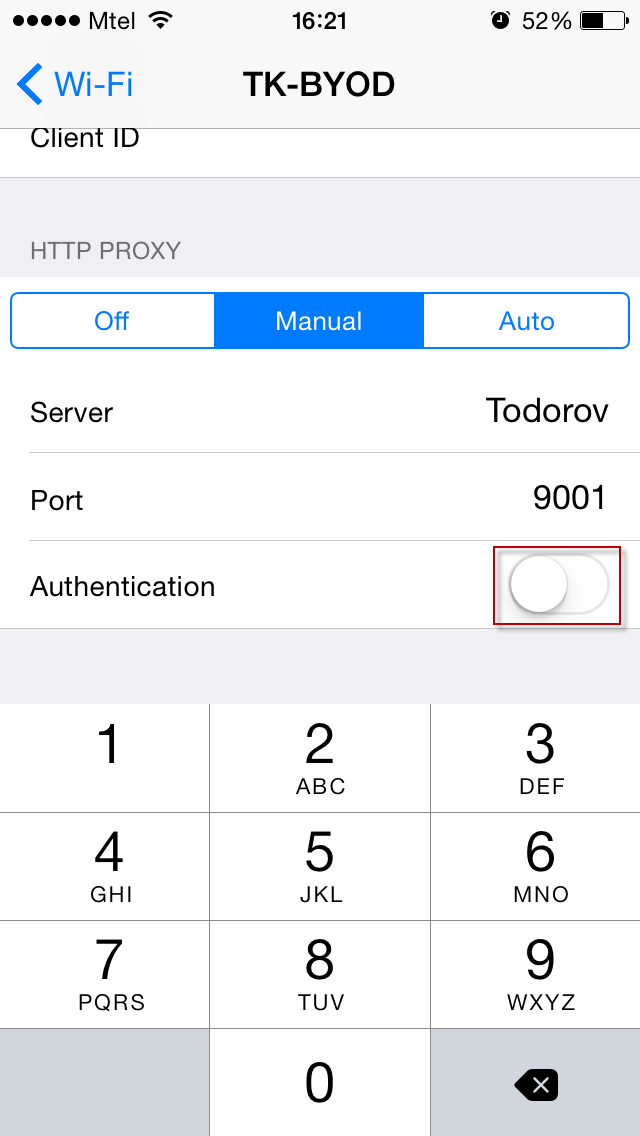 Mtel 16:21 52%
Wi-Fi TK-BYOD
Client ID
HTTP PROXY
Off Manual Auto
Server Todorov
Port 9001
Authentication
1 2 3
ABC DEF
4 5 6
GHI JKL MNO
7 8 9
PQRS TUV WXYZ
0